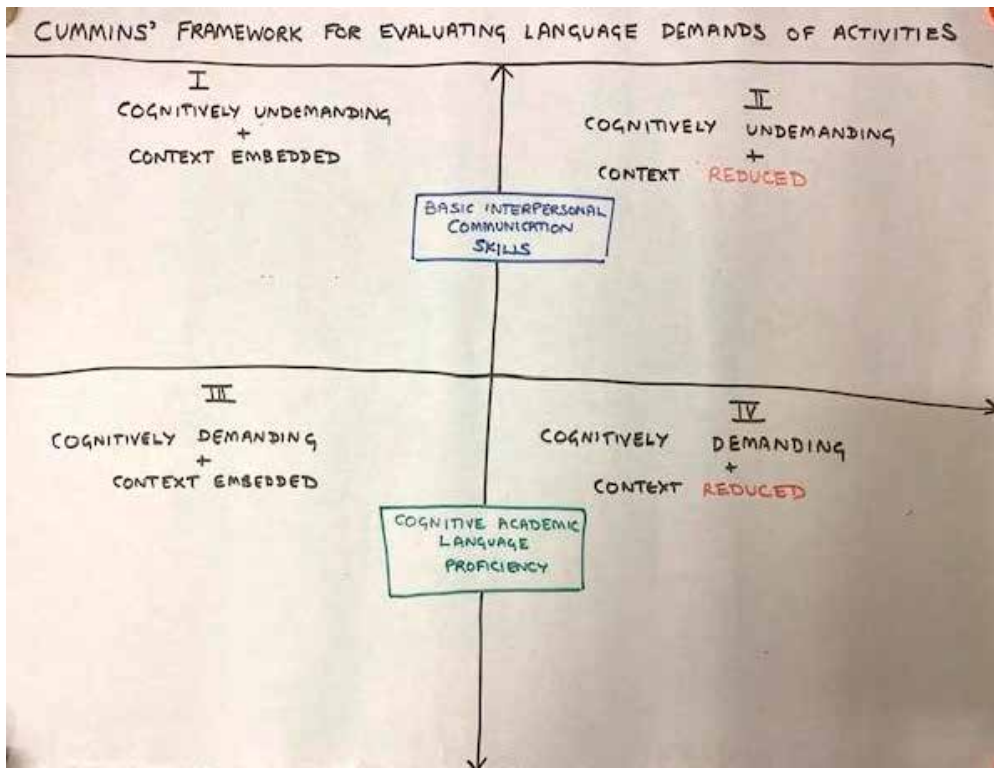 CUMMINS' FRAMEWORK FOR EVALUATING LANGUAGE DEMANDS OF ACTIVITIES
I
COGNITIVELY UNDEMANDING
+
CONTEXT EMBEDDED
II
COGNITIVELY UNDEMANDING
+
CONTEXT REDUCED
BASIC INTERPERSONAL
COMMUNICATION
SKILLS
III
COGNITIVELY DEMANDING
+
CONTEXT EMBEDDED
IV
COGNITIVELY DEMANDING
+
CONTEXT REDUCED
COGNITIVE ACADEMIC
LANGUAGE
PROFICIENCY